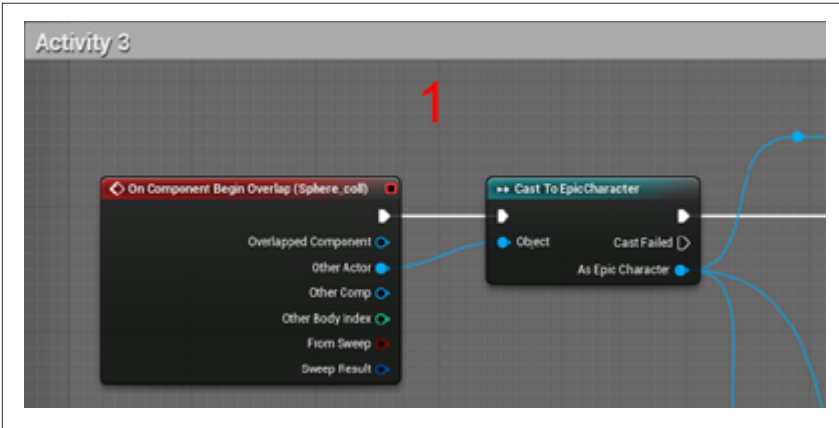 Activity 3
1
On Component Begin Overlap (Sphere_coll)
Overlapped Component
Other Actor
Other Comp
Other Body Index
From Sweep
Sweep Result
Cast To EpicCharacter
Object
Cast Failed
As Epic Character